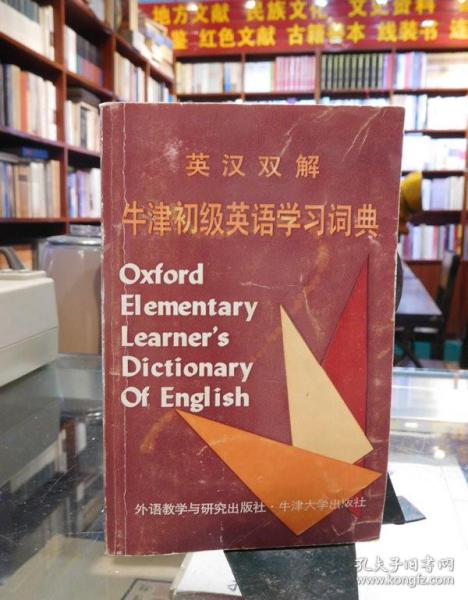 地方文献 民族文化 文史资料
鉴 红色文献 古籍善本 线装书
英汉双解
牛津初级英语学习词典
Oxford
Elementary
Learner's
Dictionary
Of English
外语教学与研究出版社·牛津大学出版社
孔夫子旧书网
www.kongfz.com